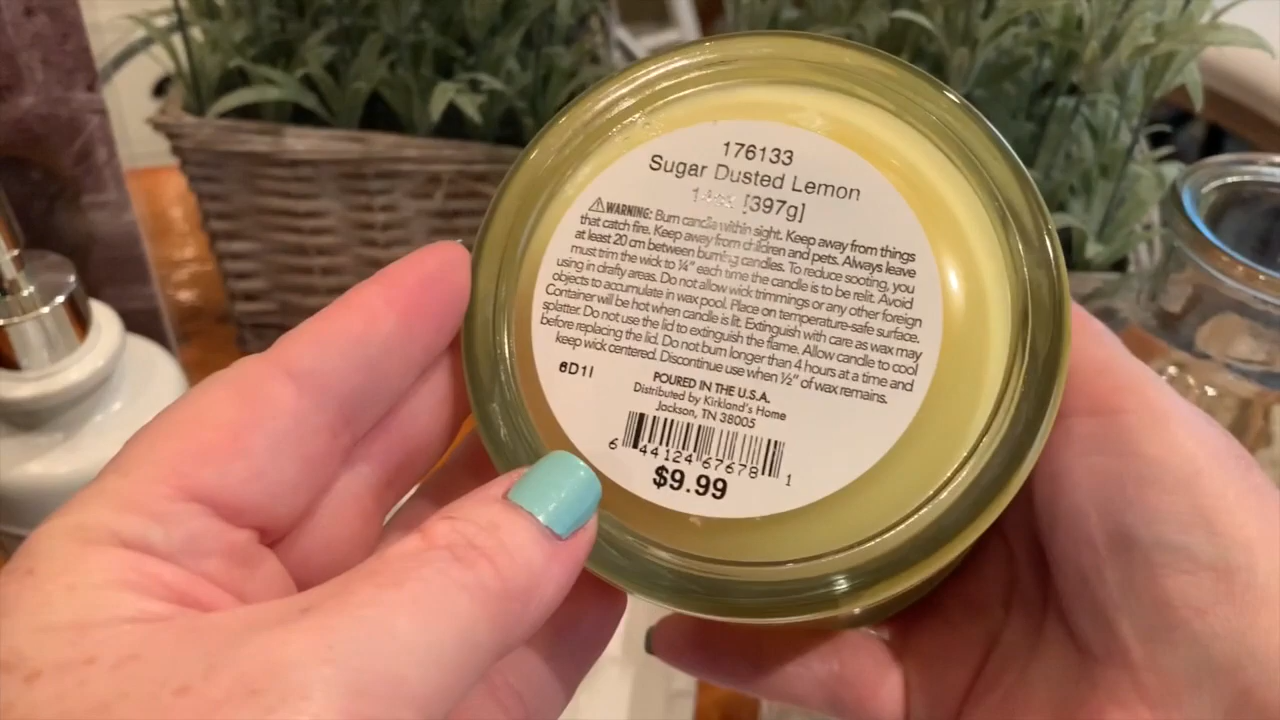 176133
Sugar Dusted Lemon
[397g]
⚠WARNING: Burn candle within sight. Keep away from things
that catch fire. Keep away from children and pets. Always leave
at least 20 cm between burning candles. To reduce sooting, you
must trim the wick to ¼" each time the candle is to be relit. Avoid
using in drafty areas. Do not allow wick trimmings or any other foreign
objects to accumulate in wax pool. Place on temperature-safe surface.
Container will be hot when candle is lit. Extinguish with care as wax may
splatter. Do not use the lid to extinguish the flame. Allow candle to cool
before replacing the lid. Do not burn longer than 4 hours at a time and
keep wick centered. Discontinue use when ½" of wax remains.
6D1I
POURED IN THE U.S.A.
Distributed by Kirkland's Home
Jackson, TN 38005
6 44124 67678 1
$9.99